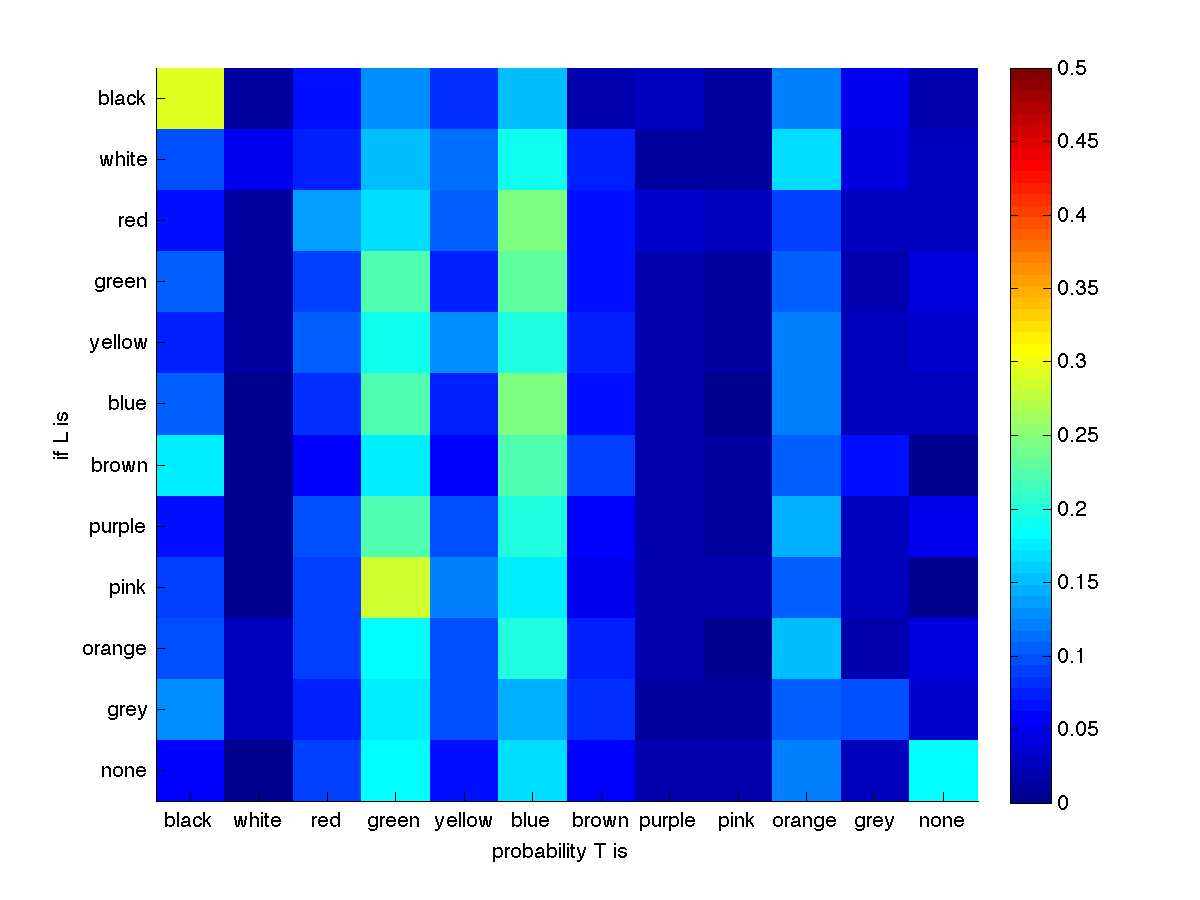 black
white
red
green
yellow
blue
brown
purple
pink
orange
grey
none
if L is
black white red green yellow blue brown purple pink orange grey none
probability T is
0.5
0.45
0.4
0.35
0.3
0.25
0.2
0.15
0.1
0.05
0